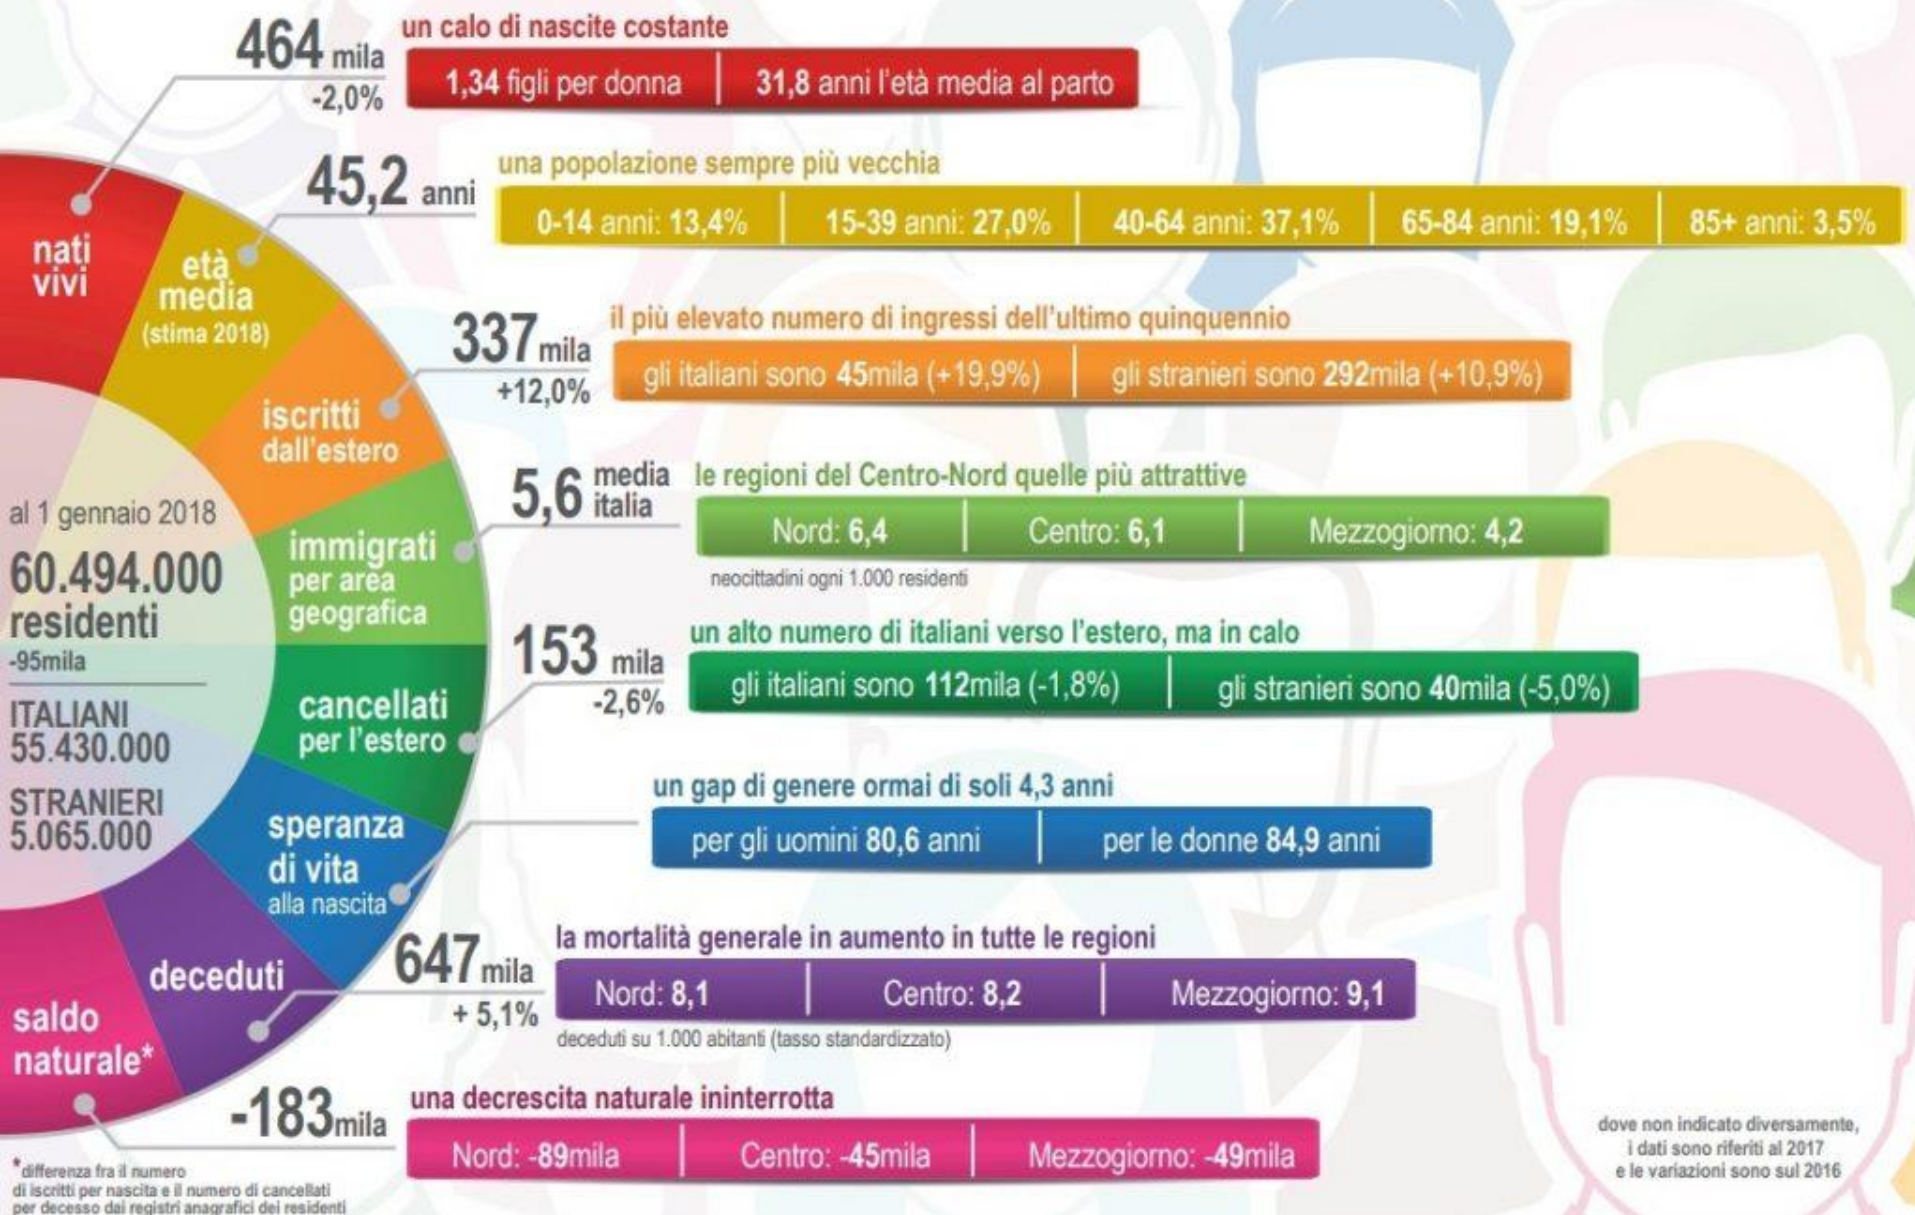 464 mila
-2,0%
un calo di nascite costante
1,34 figli per donna
31,8 anni l'età media al parto
nati
vivi
45,2 anni
una popolazione sempre più vecchia
0-14 anni: 13,4%
15-39 anni: 27,0%
40-64 anni: 37,1%
65-84 anni: 19,1%
85+ anni: 3,5%
età
media
(stima 2018)
337 mila
+12,0%
il più elevato numero di ingressi dell'ultimo quinquennio
gli italiani sono 45mila (+19,9%)
gli stranieri sono 292mila (+10,9%)
iscritti
dall'estero
5,6 media
italia
le regioni del Centro-Nord quelle più attrattive
Nord: 6,4
Centro: 6,1
Mezzogiorno: 4,2
neocittadini ogni 1.000 residenti
immigrati
per area
geografica
al 1 gennaio 2018
60.494.000
residenti
-95mila
ITALIANI
55.430.000
STRANIERI
5.065.000
153 mila
-2,6%
un alto numero di italiani verso l'estero, ma in calo
gli italiani sono 112mila (-1,8%)
gli stranieri sono 40mila (-5,0%)
cancellati
per l'estero
un gap di genere ormai di soli 4,3 anni
per gli uomini 80,6 anni
per le donne 84,9 anni
speranza
di vita
alla nascita
647 mila
+ 5,1%
la mortalità generale in aumento in tutte le regioni
Nord: 8,1
Centro: 8,2
Mezzogiorno: 9,1
deceduti su 1.000 abitanti (tasso standardizzato)
deceduti
saldo
naturale*
-183mila
una decrescita naturale ininterrotta
Nord: -89mila
Centro: -45mila
Mezzogiorno: -49mila
*differenza fra il numero
di iscritti per nascita e il numero di cancellati
per decesso dai registri anagrafici dei residenti
dove non indicato diversamente,
i dati sono riferiti al 2017
e le variazioni sono sul 2016